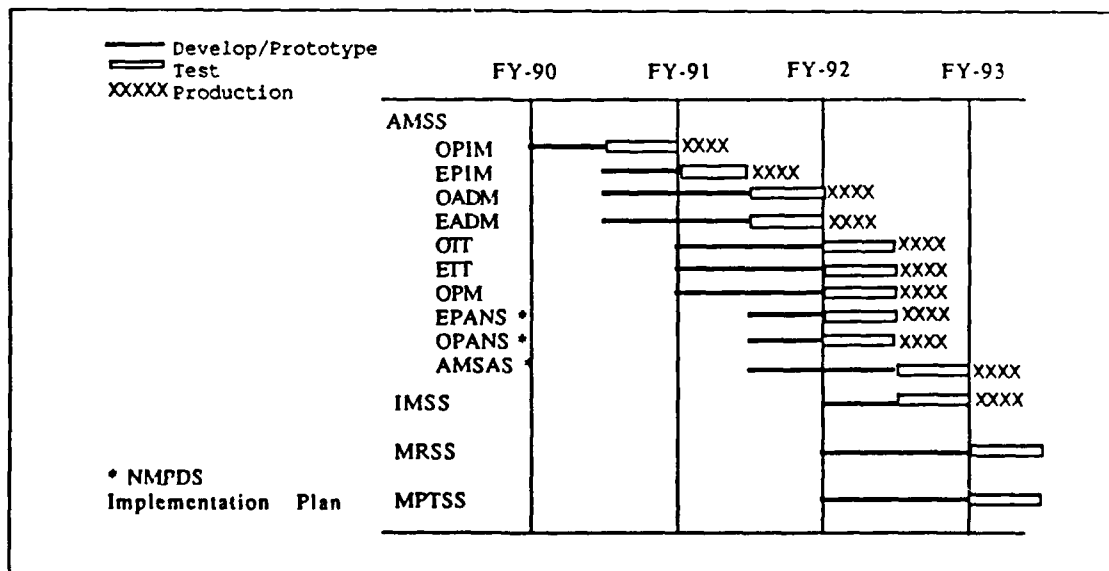 Develop/Prototype
Test
XXXXX Production
FY-90 FY-91 FY-92 FY-93
AMSS
OPIM XXXX
EPIM XXXX
OADM XXXX
EADM XXXX
OTT XXXX
ETT XXXX
OPM XXXX
EPANS * XXXX
OPANS * XXXX
AMSAS * XXXX
IMSS XXXX
MRSS
* NMPDS
Implementation Plan
MPTSS